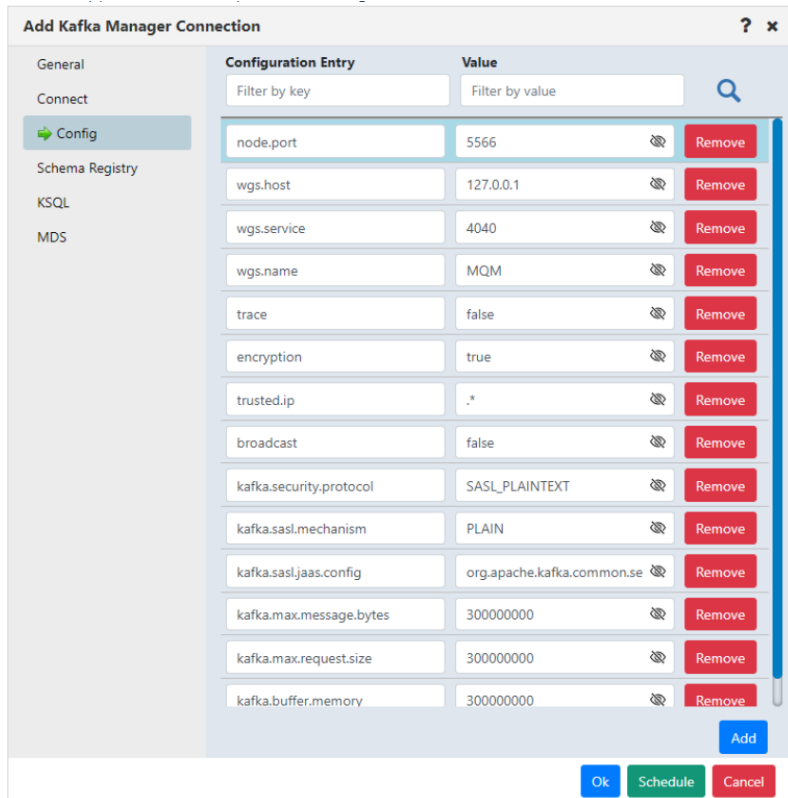 Add Kafka Manager Connection ? ×
General
Connect
Config
Schema Registry
KSQL
MDS
Configuration Entry Value
Filter by key Filter by value
node.port 5566 Remove
wgs.host 127.0.0.1 Remove
wgs.service 4040 Remove
wgs.name MQM Remove
trace false Remove
encryption true Remove
trusted.ip .* Remove
broadcast false Remove
kafka.security.protocol SASL_PLAINTEXT Remove
kafka.sasl.mechanism PLAIN Remove
kafka.sasl.jaas.config org.apache.kafka.common.se Remove
kafka.max.message.bytes 300000000 Remove
kafka.max.request.size 300000000 Remove
kafka.buffer.memory 300000000 Remove
Add
Ok Schedule Cancel